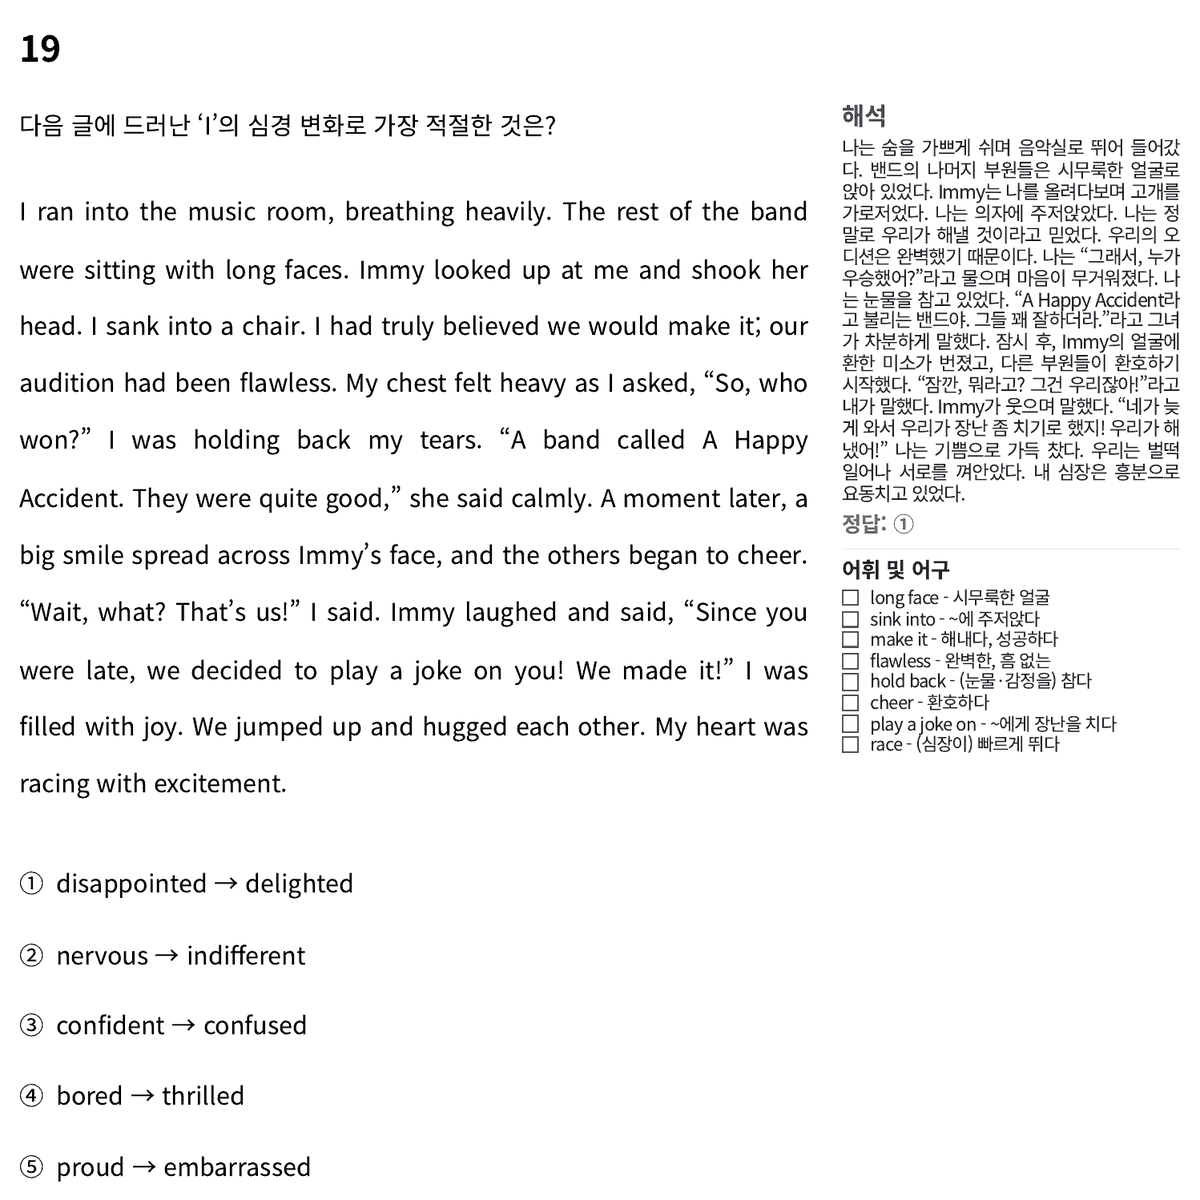 19
다음 글에 드러난 ‘I’의 심경 변화로 가장 적절한 것은?
I ran into the music room, breathing heavily. The rest of the band
were sitting with long faces. Immy looked up at me and shook her
head. I sank into a chair. I had truly believed we would make it; our
audition had been flawless. My chest felt heavy as I asked, “So, who
won?” I was holding back my tears. “A band called A Happy
Accident. They were quite good,” she said calmly. A moment later, a
big smile spread across Immy’s face, and the others began to cheer.
“Wait, what? That’s us!” I said. Immy laughed and said, “Since you
were late, we decided to play a joke on you! We made it!” I was
filled with joy. We jumped up and hugged each other. My heart was
racing with excitement.
① disappointed → delighted
② nervous → indifferent
③ confident → confused
④ bored → thrilled
⑤ proud → embarrassed
해석
나는 숨을 가쁘게 쉬며 음악실로 뛰어 들어갔
다. 밴드의 나머지 부원들은 시무룩한 얼굴로
앉아 있었다. Immy는 나를 올려다보며 고개를
가로저었다. 나는 의자에 주저앉았다. 나는 정
말로 우리가 해낼 것이라고 믿었다. 우리의 오
디션은 완벽했기 때문이다. 나는 “그래서, 누가
우승했어?”라고 물으며 마음이 무거워졌다. 나
는 눈물을 참고 있었다. “A Happy Accident라
고 불리는 밴드야. 그들 꽤 잘하더라.”라고 그녀
가 차분하게 말했다. 잠시 후, Immy의 얼굴에
환한 미소가 번졌고, 다른 부원들이 환호하기
시작했다. “잠깐, 뭐라고? 그건 우리잖아!”라고
내가 말했다. Immy가 웃으며 말했다. “네가 늦
게 와서 우리가 장난 좀 치기로 했지! 우리가 해
냈어!” 나는 기쁨으로 가득 찼다. 우리는 벌떡
일어나 서로를 껴안았다. 내 심장은 흥분으로
요동치고 있었다.
정답: ①
어휘 및 어구
□ long face - 시무룩한 얼굴
□ sink into - ~에 주저앉다
□ make it - 해내다, 성공하다
□ flawless - 완벽한, 흠 없는
□ hold back - (눈물·감정을) 참다
□ cheer - 환호하다
□ play a joke on - ~에게 장난을 치다
□ race - (심장이) 빠르게 뛰다